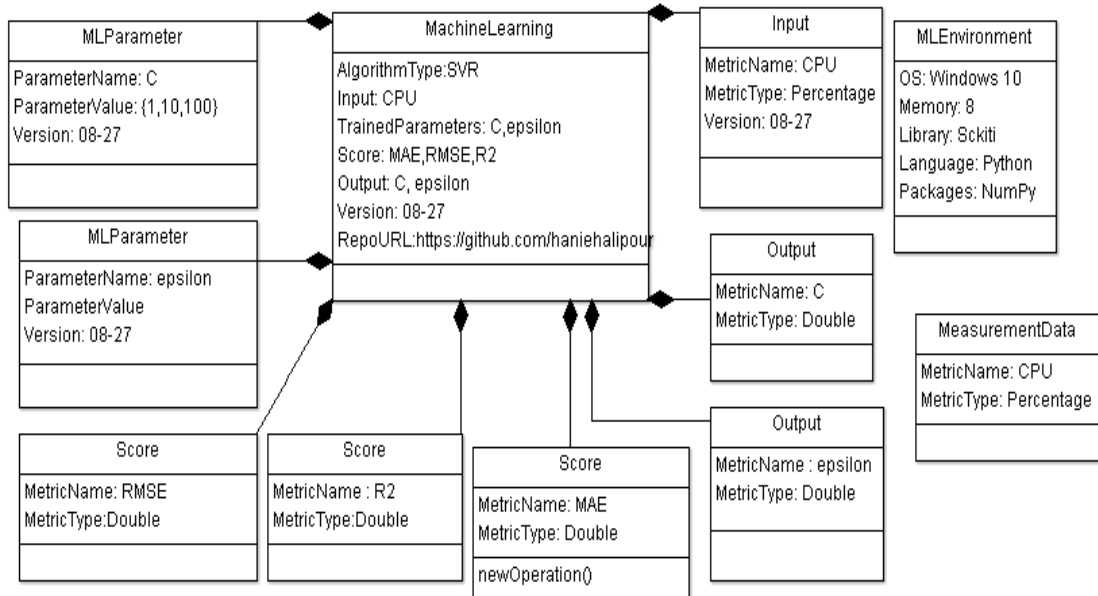 MLParameter
ParameterName: C
ParameterValue: {1,10,100}
Version: 08-27
MachineLearning
AlgorithmType:SVR
Input: CPU
TrainedParameters: C,epsilon
Score: MAE,RMSE,R2
Output: C, epsilon
Version: 08-27
RepoURL:https://github.com/haniehalipour
Input
MetricName: CPU
MetricType: Percentage
Version: 08-27
MLEnvironment
OS: Windows 10
Memory: 8
Library: Sckiti
Language: Python
Packages: NumPy
MLParameter
ParameterName: epsilon
ParameterValue
Version: 08-27
Output
MetricName: C
MetricType: Double
MeasurementData
MetricName: CPU
MetricType: Percentage
Score
MetricName: RMSE
MetricType:Double
Score
MetricName : R2
MetricType:Double
Score
MetricName: MAE
MetricType: Double
newOperation()
Output
MetricName : epsilon
MetricType: Double